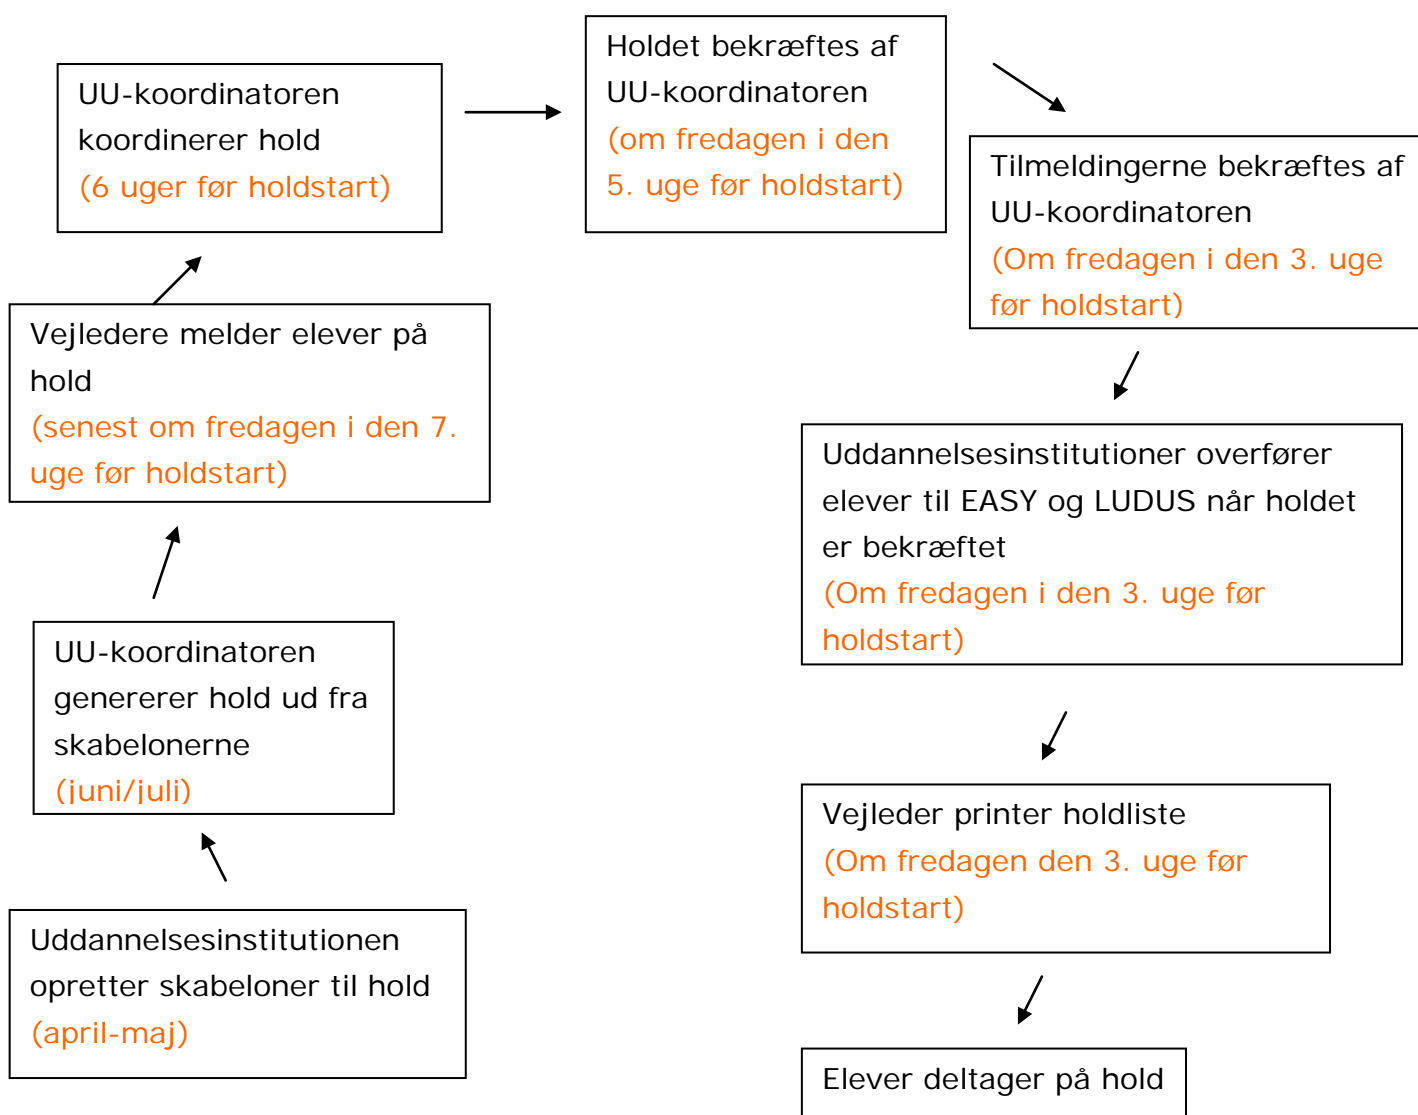 Holdet bekræftes af
UU-koordinatoren
(om fredagen i den
5. uge før holdstart)
UU-koordinatoren
koordinerer hold
(6 uger før holdstart)
Tilmeldingerne bekræftes af
UU-koordinatoren
(Om fredagen i den 3. uge
før holdstart)
Vejledere melder elever på
hold
(senest om fredagen i den 7.
uge før holdstart)
Uddannelsesinstitutioner overfører
elever til EASY og LUDUS når holdet
er bekræftet
(Om fredagen i den 3. uge før
holdstart)
UU-koordinatoren
genererer hold ud fra
skabelonerne
(juni/juli)
Vejleder printer holdliste
(Om fredagen den 3. uge før
holdstart)
Uddannelsesinstitutionen
opretter skabeloner til hold
(april-maj)
Elever deltager på hold